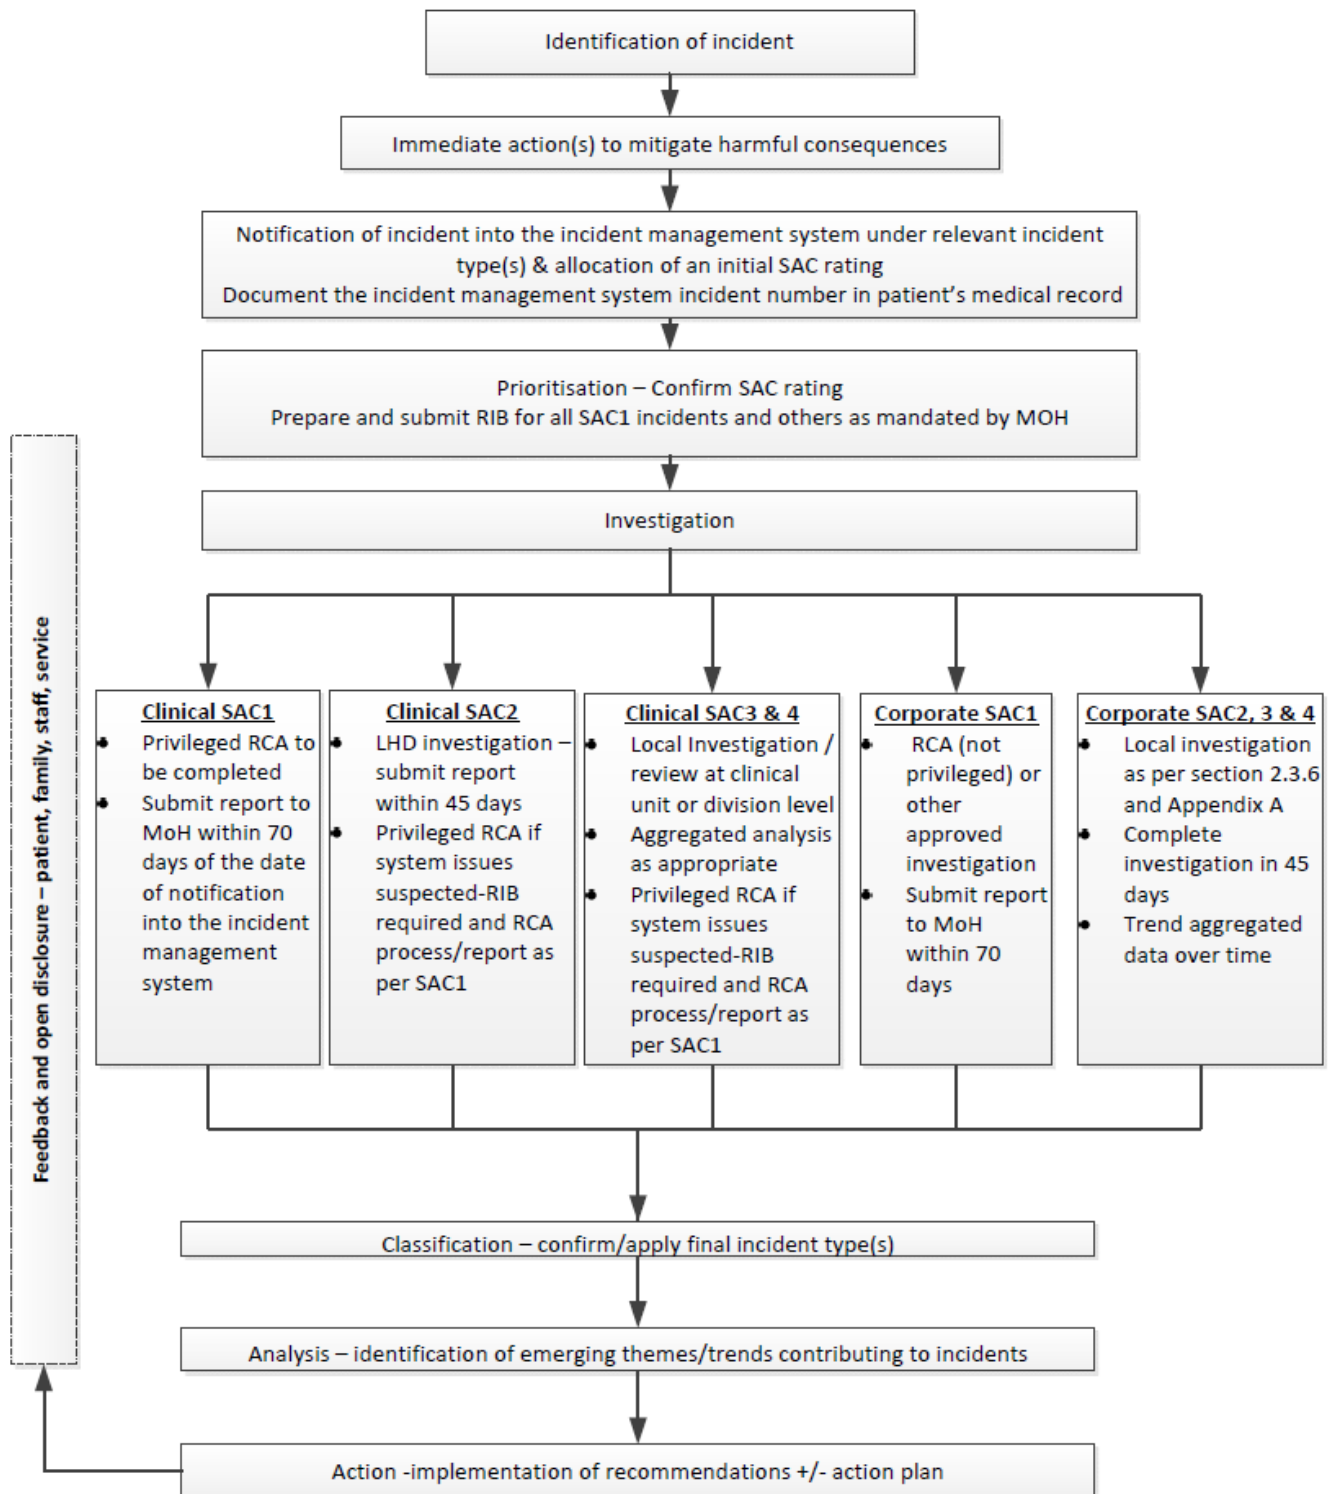 Identification of incident
Immediate action(s) to mitigate harmful consequences
Notification of incident into the incident management system under relevant incident
type(s) & allocation of an initial SAC rating
Document the incident management system incident number in patient's medical record
Prioritisation – Confirm SAC rating
Prepare and submit RIB for all SAC1 incidents and others as mandated by MOH
Investigation
Feedback and open disclosure – patient, family, staff, service
Clinical SAC1
• Privileged RCA to
be completed
• Submit report to
MoH within 70
days of the date
of notification
into the incident
management
system
Clinical SAC2
• LHD investigation –
submit report
within 45 days
• Privileged RCA if
system issues
suspected-RIB
required and RCA
process/report as
per SAC1
Clinical SAC3 & 4
• Local Investigation /
review at clinical
unit or division level
• Aggregated analysis
as appropriate
• Privileged RCA if
system issues
suspected-RIB
required and RCA
process/report as
per SAC1
Corporate SAC1
• RCA (not
privileged) or
other
approved
investigation
• Submit report
to MoH
within 70
days
Corporate SAC2, 3 & 4
• Local investigation
as per section 2.3.6
and Appendix A
• Complete
investigation in 45
days
• Trend aggregated
data over time
Classification – confirm/apply final incident type(s)
Analysis – identification of emerging themes/trends contributing to incidents
Action -implementation of recommendations +/- action plan